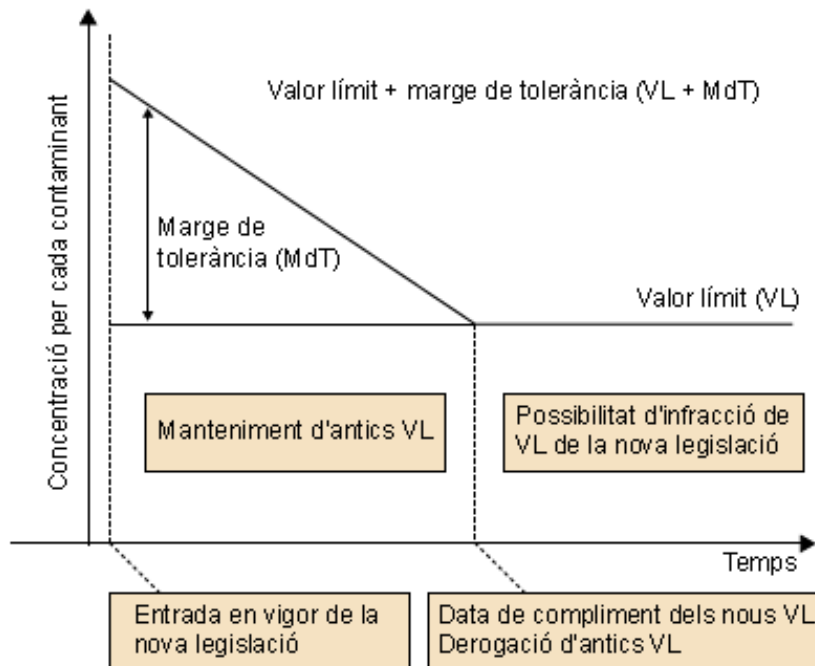 Concentració per cada contaminant
Valor límit + marge de tolerància (VL + MdT)
Marge de
tolerància (MdT)
Valor límit (VL)
Manteniment d'antics VL
Possibilitat d'infracció de
VL de la nova legislació
Temps
Entrada en vigor de la
nova legislació
Data de compliment dels nous VL
Derogació d'antics VL